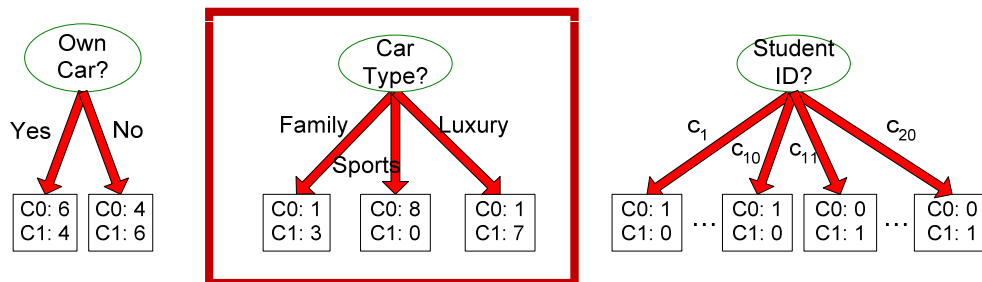 Own
Car?
Yes
No
C0: 6
C1: 4
C0: 4
C1: 6
Car
Type?
Family
Sports
Luxury
C0: 1
C1: 3
C0: 8
C1: 0
C0: 1
C1: 7
Student
ID?
c1
c10
c11
c20
C0: 1
C1: 0
...
C0: 1
C1: 0
C0: 0
C1: 1
...
C0: 0
C1: 1